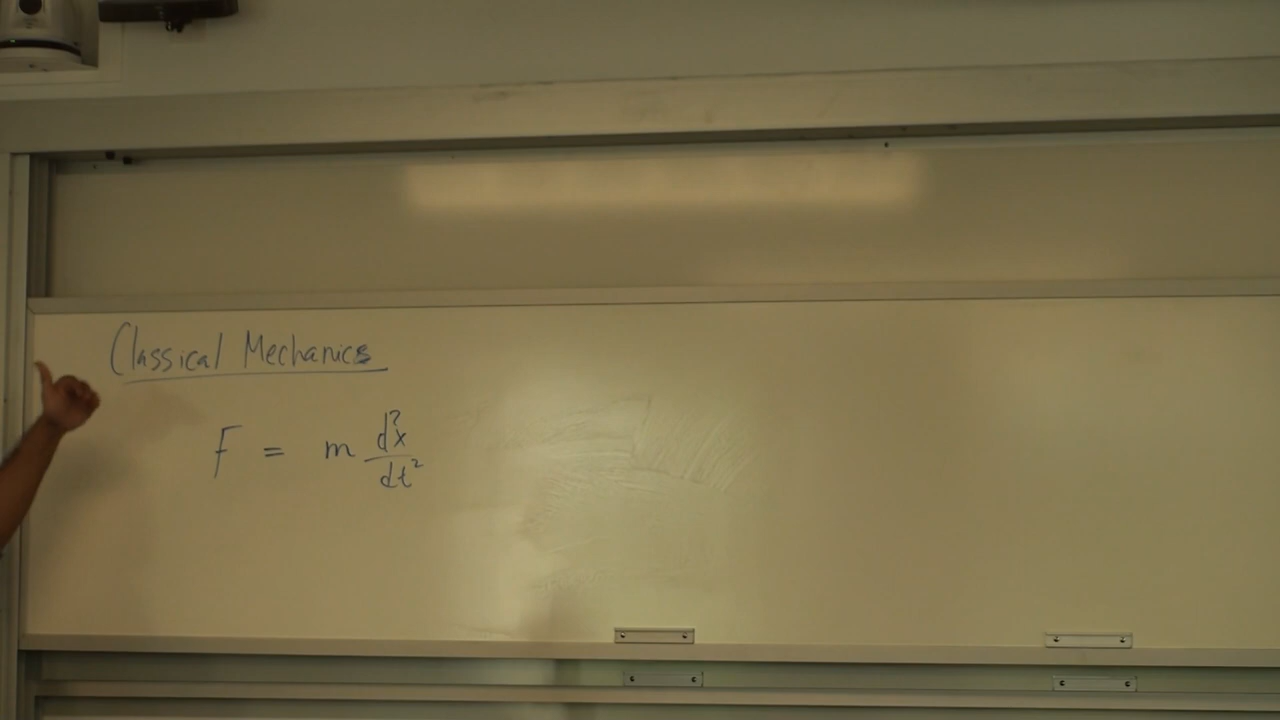 Classical Mechanics
F = m d²x/dt²